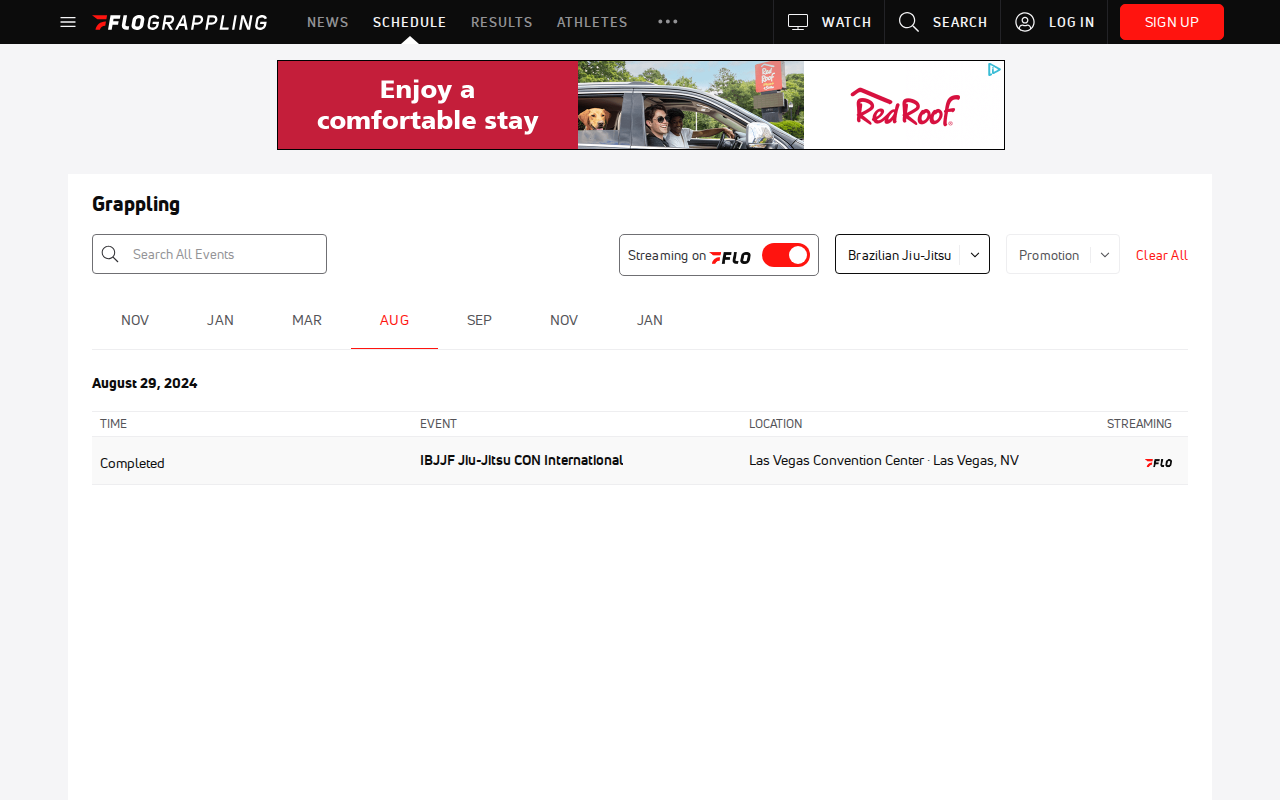 FLOGRAPPLING NEWS SCHEDULE RESULTS ATHLETES WATCH SEARCH LOG IN SIGN UP
Enjoy a
comfortable stay
Red Roof
Grappling
Search All Events
Streaming on FLO
Brazilian Jiu-Jitsu
Promotion
Clear All
NOV JAN MAR AUG SEP NOV JAN
August 29, 2024
TIME EVENT LOCATION STREAMING
Completed IBJJF Jiu-Jitsu CON International Las Vegas Convention Center · Las Vegas, NV FLO